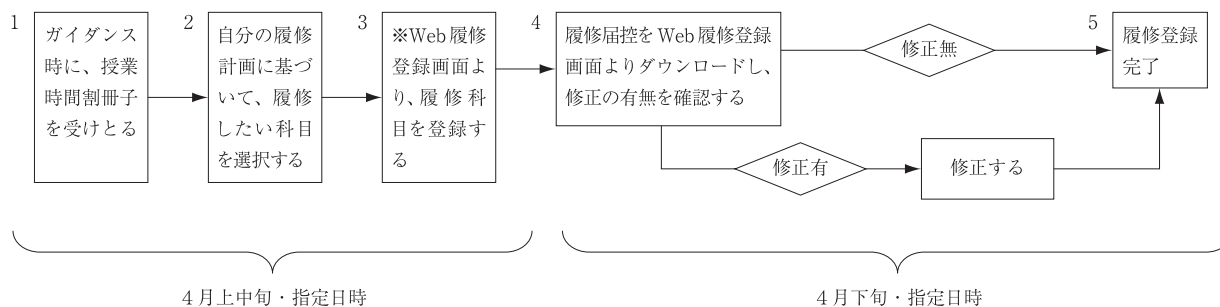 1
ガイダンス
時に、授業
時間割冊子
を受けとる
2
自分の履修
計画に基づ
いて、履修
したい科目
を選択する
3
※Web履修
登録画面よ
り、履修科
目を登録す
る
4
履修届控をWeb履修登録
画面よりダウンロードし、
修正の有無を確認する
修正無
5
履修登録
完了
修正有
修正する
4月上中旬・指定日時
4月下旬・指定日時